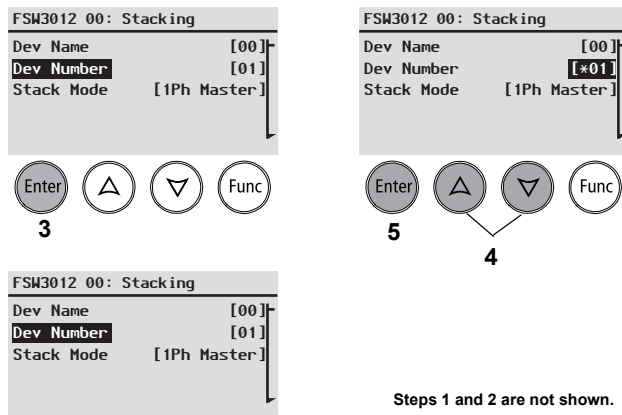 FSW3012 00: Stacking
Dev Name [00]
Dev Number [01]
Stack Mode [1Ph Master]
Enter Func
3
FSW3012 00: Stacking
Dev Name [00]
Dev Number [*01]
Stack Mode [1Ph Master]
Enter Func
5
4
FSW3012 00: Stacking
Dev Name [00]
Dev Number [01]
Stack Mode [1Ph Master]
Steps 1 and 2 are not shown.